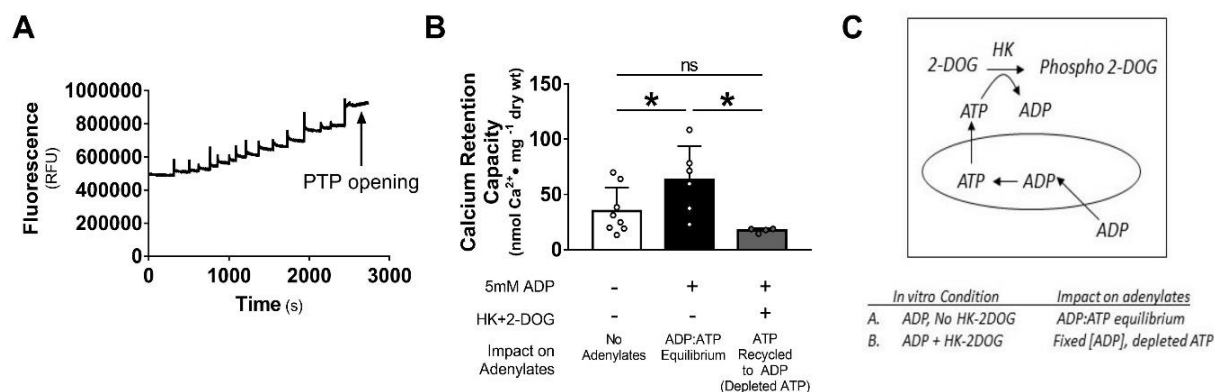 A
Fluorescence
(RFU)
1000000
900000
800000
700000
600000
500000
400000
0 1000 2000 3000
Time (s)
PTP opening
B
Calcium Retention
Capacity
(nmol Ca²⁺• mg ⁻¹ dry wt)
150
100
50
0
ns
* *
5mM ADP - + +
HK+2-DOG - - +
Impact on
Adenylates
No
Adenylates
ADP:ATP
Equilibrium
ATP
Recycled
to ADP
(Depleted ATP)
C
HK
2-DOG Phospho 2-DOG
ATP ADP
ATP ADP
ADP
In vitro Condition Impact on adenylates
A. ADP, No HK-2DOG ADP:ATP equilibrium
B. ADP + HK-2DOG Fixed [ADP], depleted ATP